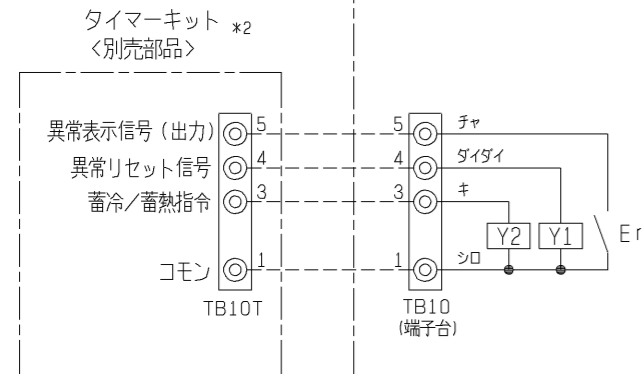 タイマーキット *2
<別売部品>
異常表示信号(出力) 5 5 チャ
異常リセット信号 4 4 ダイダイ
蓄冷/蓄熱指令 3 3 キ
Y2 Y1 Er
コモン 1 1 シロ
TB10T TB10
(端子台)